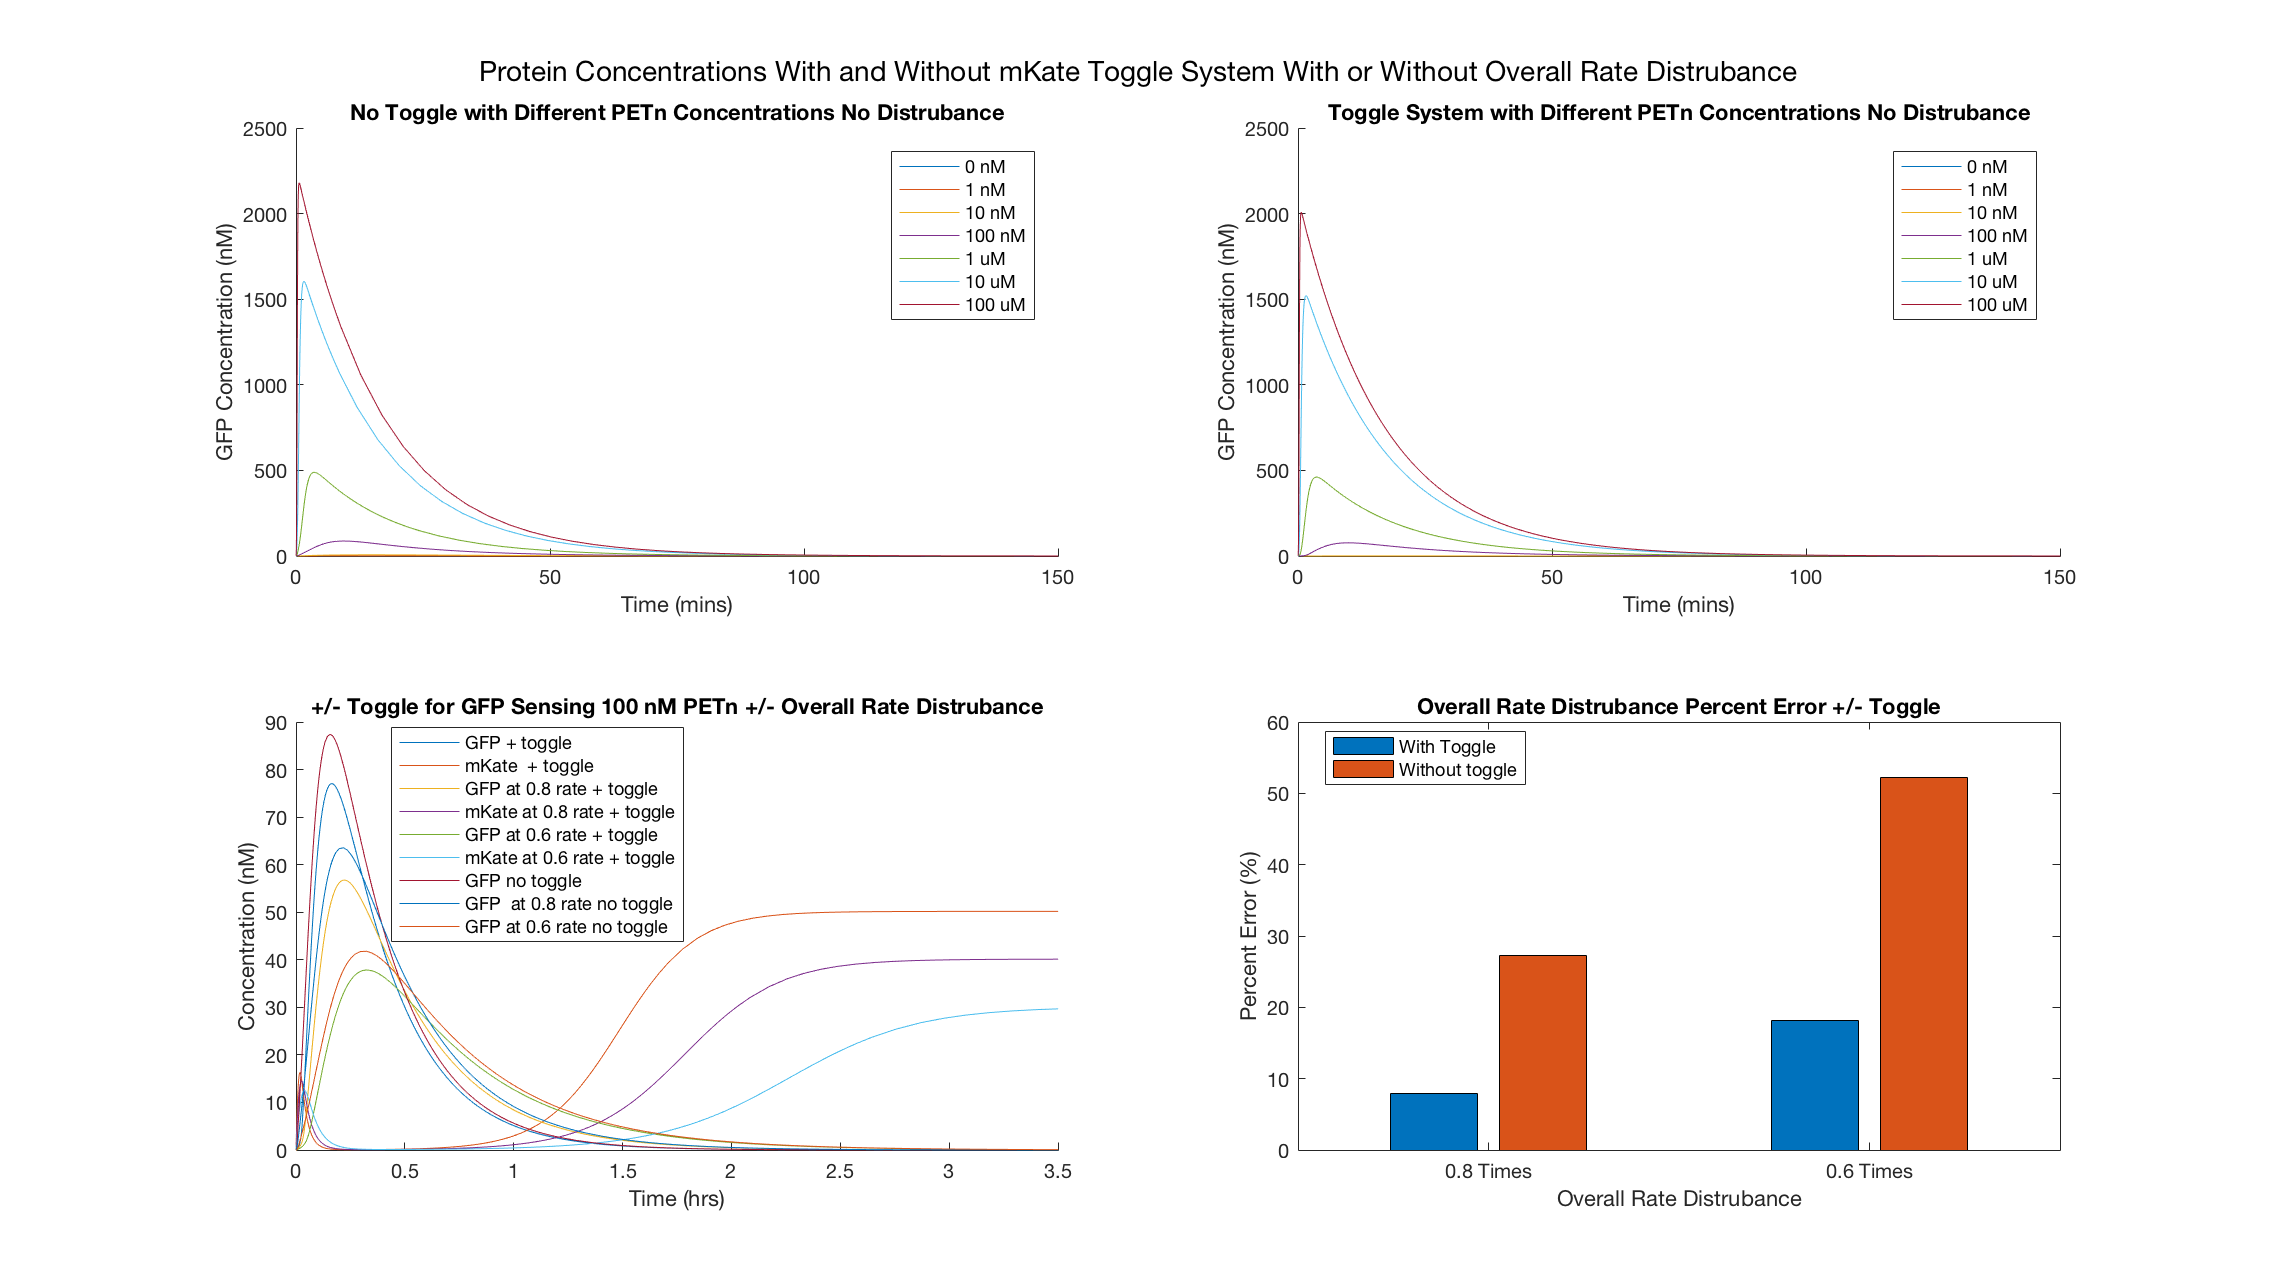 Protein Concentrations With and Without mKate Toggle System With or Without Overall Rate Distrubance
No Toggle with Different PETn Concentrations No Distrubance
GFP Concentration (nM)
2500
2000
1500
1000
500
0
0 nM
1 nM
10 nM
100 nM
1 uM
10 uM
100 uM
0 50 100 150
Time (mins)
Toggle System with Different PETn Concentrations No Distrubance
GFP Concentration (nM)
2500
2000
1500
1000
500
0
0 nM
1 nM
10 nM
100 nM
1 uM
10 uM
100 uM
0 50 100 150
Time (mins)
+/- Toggle for GFP Sensing 100 nM PETn +/- Overall Rate Distrubance
Concentration (nM)
90
80
70
60
50
40
30
20
10
0
GFP + toggle
mKate + toggle
GFP at 0.8 rate + toggle
mKate at 0.8 rate + toggle
GFP at 0.6 rate + toggle
mKate at 0.6 rate + toggle
GFP no toggle
GFP at 0.8 rate no toggle
GFP at 0.6 rate no toggle
0 0.5 1 1.5 2 2.5 3 3.5
Time (hrs)
Overall Rate Distrubance Percent Error +/- Toggle
Percent Error (%)
60
50
40
30
20
10
0
With Toggle
Without toggle
0.8 Times 0.6 Times
Overall Rate Distrubance